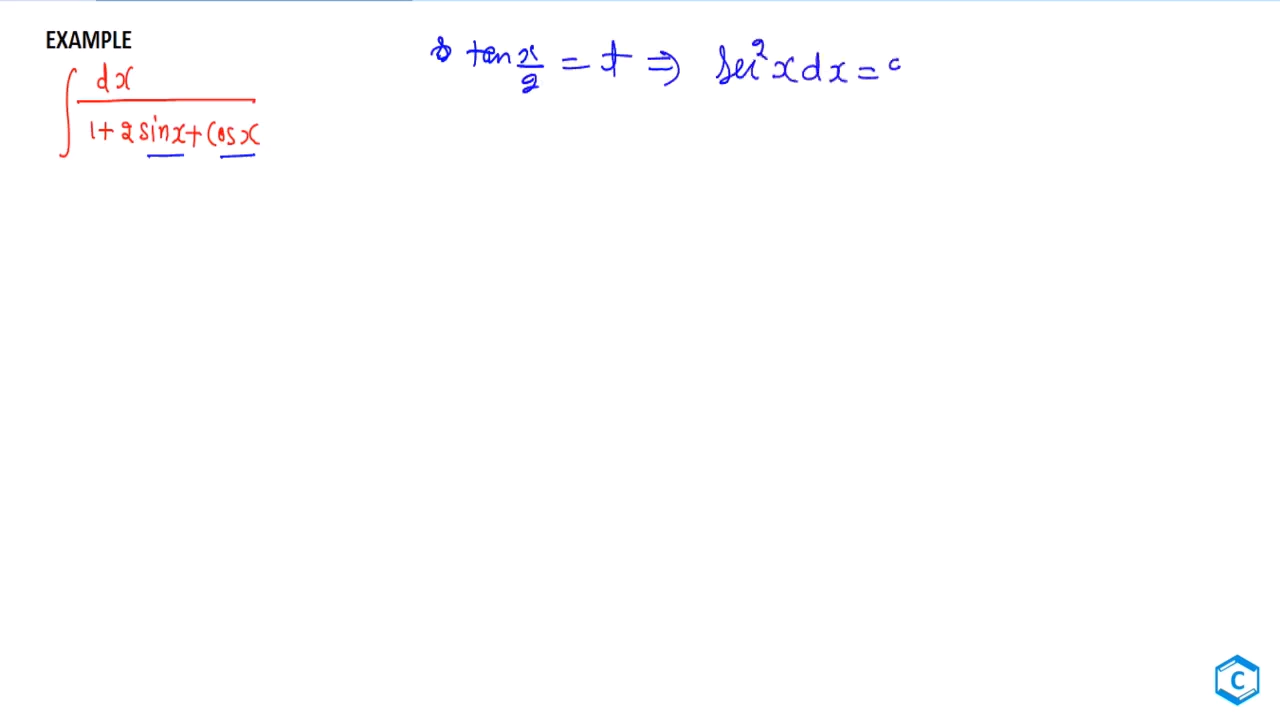 EXAMPLE
∫ dx / (1 + 2 sinx + cosx)
tan x/2 = t ⇒ sec²x dx =
C